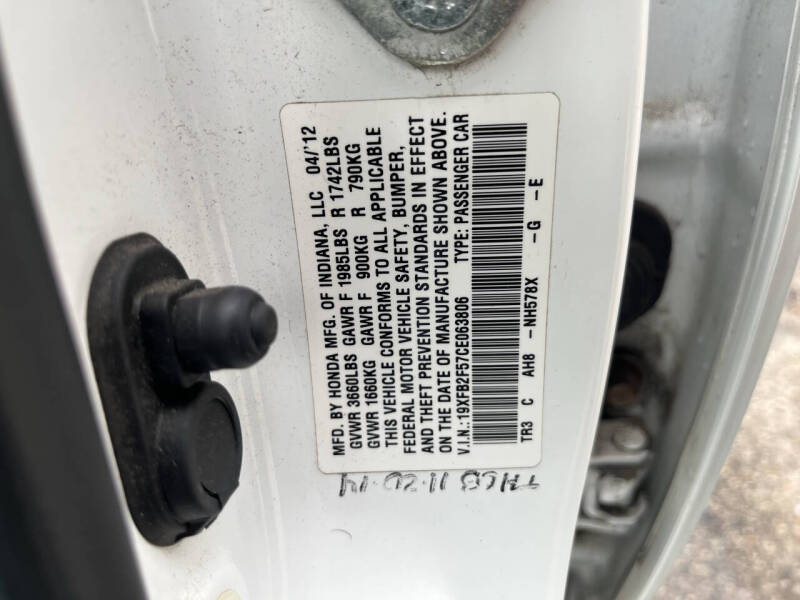 MFD. BY HONDA MFG. OF INDIANA, LLC 04/'12
GVWR 3660LBS GAWR F 1985LBS R 1742LBS
GVWR 1660KG GAWR F 900KG R 790KG
THIS VEHICLE CONFORMS TO ALL APPLICABLE
FEDERAL MOTOR VEHICLE SAFETY, BUMPER,
AND THEFT PREVENTION STANDARDS IN EFFECT
ON THE DATE OF MANUFACTURE SHOWN ABOVE.
V.I.N.:19XFB2F57CE063806 TYPE: PASSENGER CAR
TR3 C AH8 -NH578X -G -E
11.20.14